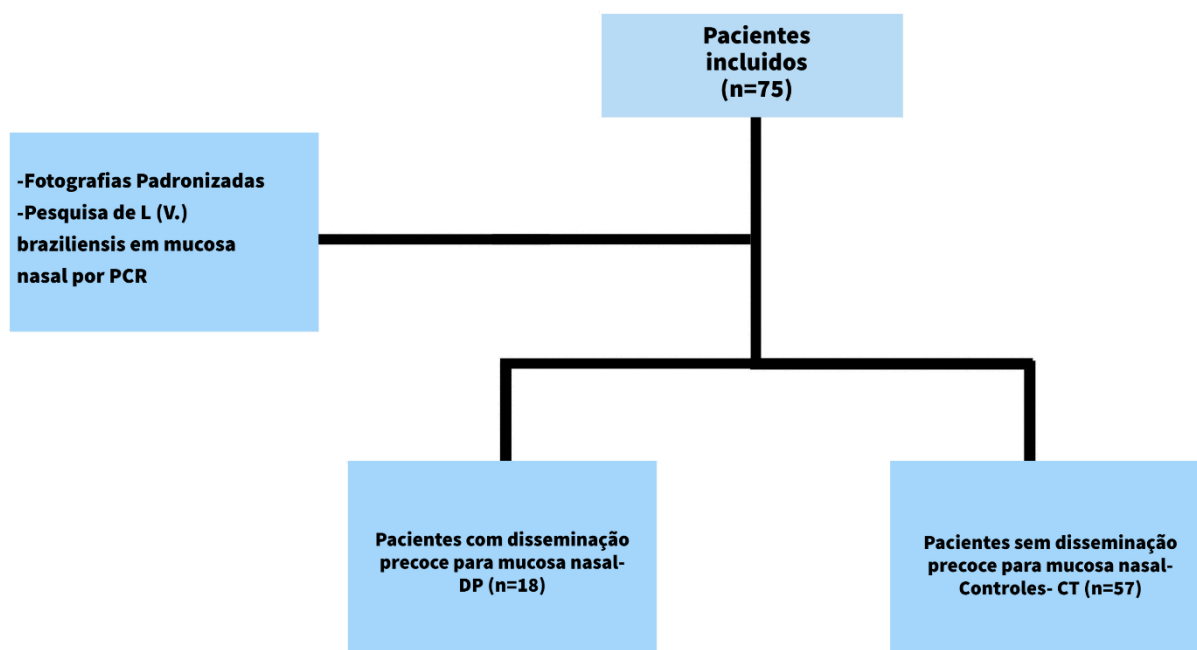 Pacientes
incluidos
(n=75)
-Fotografias Padronizadas
-Pesquisa de L (V.)
braziliensis em mucosa
nasal por PCR
Pacientes com disseminação
precoce para mucosa nasal-
DP (n=18)
Pacientes sem disseminação
precoce para mucosa nasal-
Controles- CT (n=57)